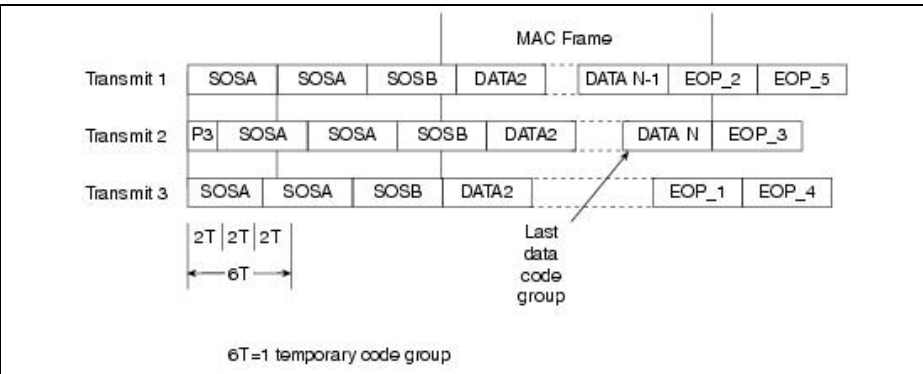 MAC Frame
Transmit 1 SOSA SOSA SOSB DATA2 DATA N-1 EOP_2 EOP_5
Transmit 2 P3 SOSA SOSA SOSB DATA2 DATA N EOP_3
Transmit 3 SOSA SOSA SOSB DATA2 EOP_1 EOP_4
2T 2T 2T
6T
Last
data
code
group
6T=1 temporary code group